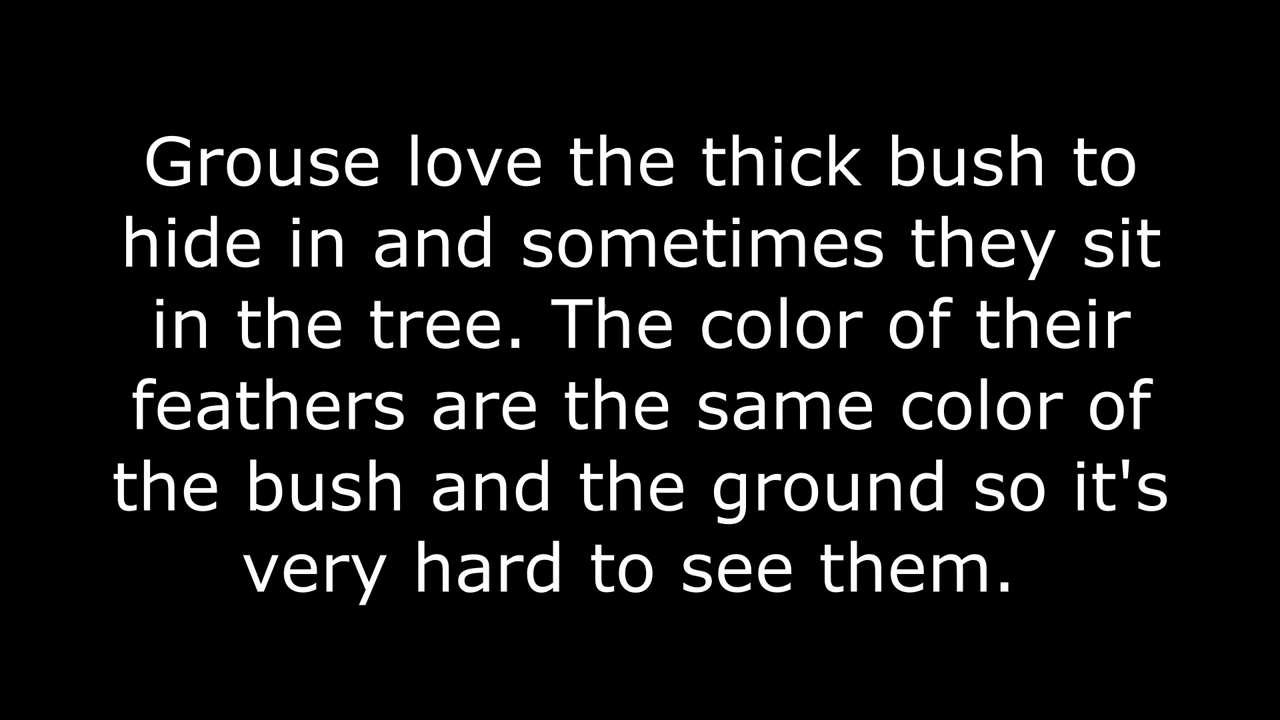 Grouse love the thick bush to
hide in and sometimes they sit
in the tree. The color of their
feathers are the same color of
the bush and the ground so it's
very hard to see them.